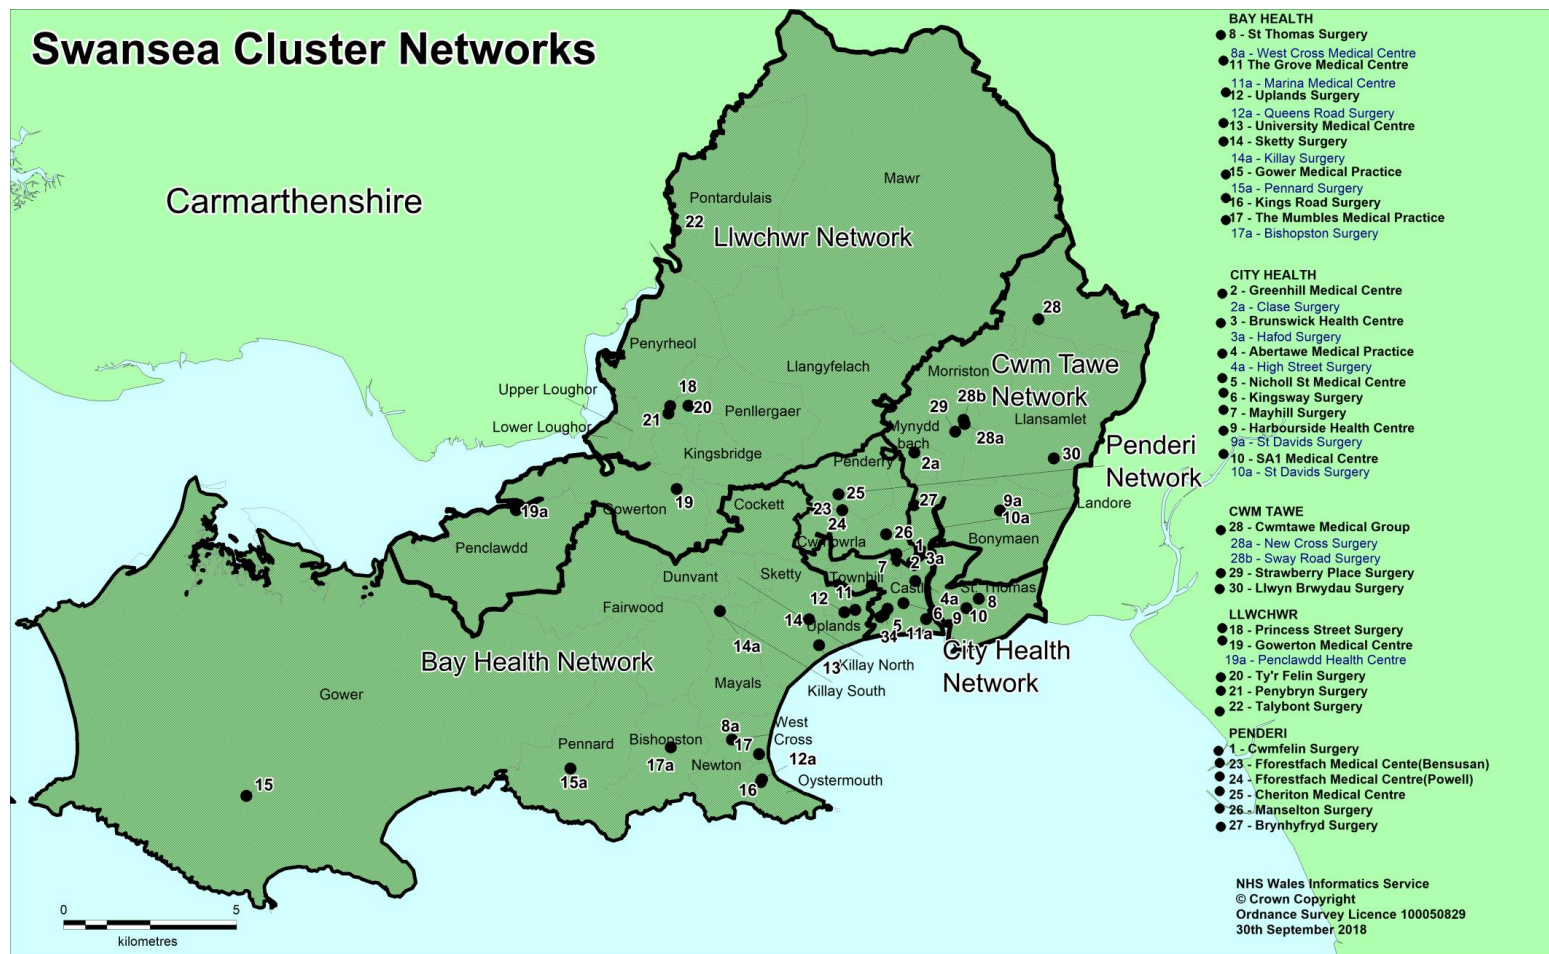 Swansea Cluster Networks
Carmarthenshire
Mawr
Pontardulais
22
Llwchwr Network
28
Penyrheol
Llangyfelach
Cwm Tawe
Network
Morriston
Upper Loughor
18
20
21
Penllergaer
28b
29
28a
Llansamlet
Lower Loughor
Mynydd
bach
Kingsbridge
Penderry
2a
30
Penderi
Network
19
25
Cockett
27
9a
10a
Landore
19a
Gowerton
23
24
26
Cwmbwrla
Bonymaen
Penclawdd
1
3a
2
7
Dunvant
Sketty
Townhill
Castle
St. Thomas
Fairwood
12
11
4a
8
14
Uplands
5
6
9
10
34
11a
14a
Bay Health Network
City Health
Network
13
Killay North
Killay South
Gower
Mayals
8a
West
Cross
17
Pennard
Bishopston
17a
Newton
12a
15a
16
Oystermouth
15
0 5
kilometres
BAY HEALTH
8 - St Thomas Surgery
8a - West Cross Medical Centre
11 The Grove Medical Centre
11a - Marina Medical Centre
12 - Uplands Surgery
12a - Queens Road Surgery
13 - University Medical Centre
14 - Sketty Surgery
14a - Killay Surgery
15 - Gower Medical Practice
15a - Pennard Surgery
16 - Kings Road Surgery
17 - The Mumbles Medical Practice
17a - Bishopston Surgery
CITY HEALTH
2 - Greenhill Medical Centre
2a - Clase Surgery
3 - Brunswick Health Centre
3a - Hafod Surgery
4 - Abertawe Medical Practice
4a - High Street Surgery
5 - Nicholl St Medical Centre
6 - Kingsway Surgery
7 - Mayhill Surgery
9 - Harbourside Health Centre
9a - St Davids Surgery
10 - SA1 Medical Centre
10a - St Davids Surgery
CWM TAWE
28 - Cwmtawe Medical Group
28a - New Cross Surgery
28b - Sway Road Surgery
29 - Strawberry Place Surgery
30 - Llwyn Brwydau Surgery
LLWCHWR
18 - Princess Street Surgery
19 - Gowerton Medical Centre
19a - Penclawdd Health Centre
20 - Ty'r Felin Surgery
21 - Penybryn Surgery
22 - Talybont Surgery
PENDERI
1 - Cwmfelin Surgery
23 - Fforestfach Medical Cente(Bensusan)
24 - Fforestfach Medical Centre(Powell)
25 - Cheriton Medical Centre
26 - Manselton Surgery
27 - Brynhyfryd Surgery
NHS Wales Informatics Service
© Crown Copyright
Ordnance Survey Licence 100050829
30th September 2018